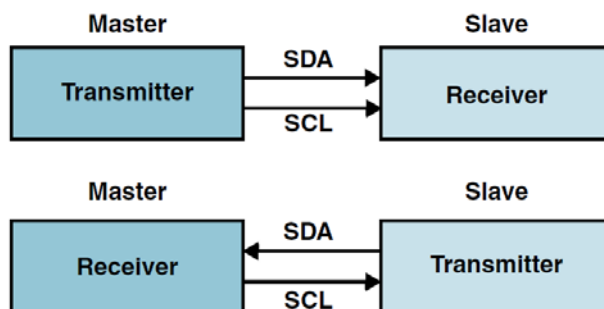 Master
Slave
Transmitter
SDA
SCL
Receiver
Master
Slave
Receiver
SDA
SCL
Transmitter